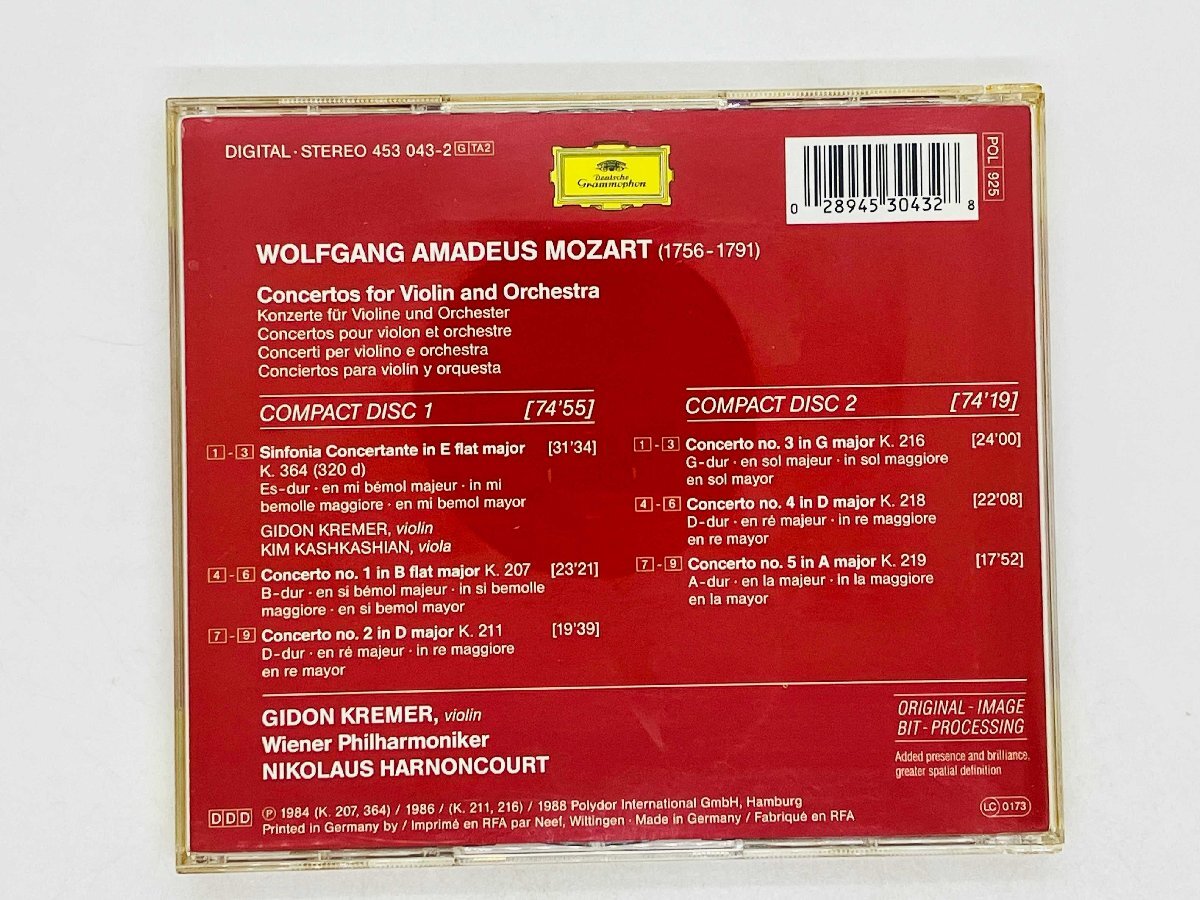 DIGITAL · STEREO 453 043-2 G TA2
Deutsche
Grammophon
0 28945 30432 8
POL 925
WOLFGANG AMADEUS MOZART (1756-1791)
Concertos for Violin and Orchestra
Konzerte für Violine und Orchester
Concertos pour violon et orchestre
Concerti per violino e orchestra
Conciertos para violín y orquesta
COMPACT DISC 1 [74'55]
1 - 3 Sinfonia Concertante in E flat major [31'34]
K. 364 (320 d)
Es-dur · en mi bémol majeur · in mi
bemolle maggiore · en mi bemol mayor
GIDON KREMER, violin
KIM KASHKASHIAN, viola
4 - 6 Concerto no. 1 in B flat major K. 207 [23'21]
B-dur · en si bémol majeur · in si bemolle
maggiore · en si bemol mayor
7 - 9 Concerto no. 2 in D major K. 211 [19'39]
D-dur · en ré majeur · in re maggiore
en re mayor
COMPACT DISC 2 [74'19]
1 - 3 Concerto no. 3 in G major K. 216 [24'00]
G-dur · en sol majeur · in sol maggiore
en sol mayor
4 - 6 Concerto no. 4 in D major K. 218 [22'08]
D-dur · en ré majeur · in re maggiore
en re mayor
7 - 9 Concerto no. 5 in A major K. 219 [17'52]
A-dur · en la majeur · in la maggiore
en la mayor
GIDON KREMER, violin
Wiener Philharmoniker
NIKOLAUS HARNONCOURT
ORIGINAL - IMAGE
BIT - PROCESSING
Added presence and brilliance,
greater spatial definition
DDD ℗ 1984 (K. 207, 364) / 1986 / (K. 211, 216) / 1988 Polydor International GmbH, Hamburg
Printed in Germany by / Imprimé en RFA par Neef, Wittingen · Made in Germany / Fabriqué en RFA
LC 0173